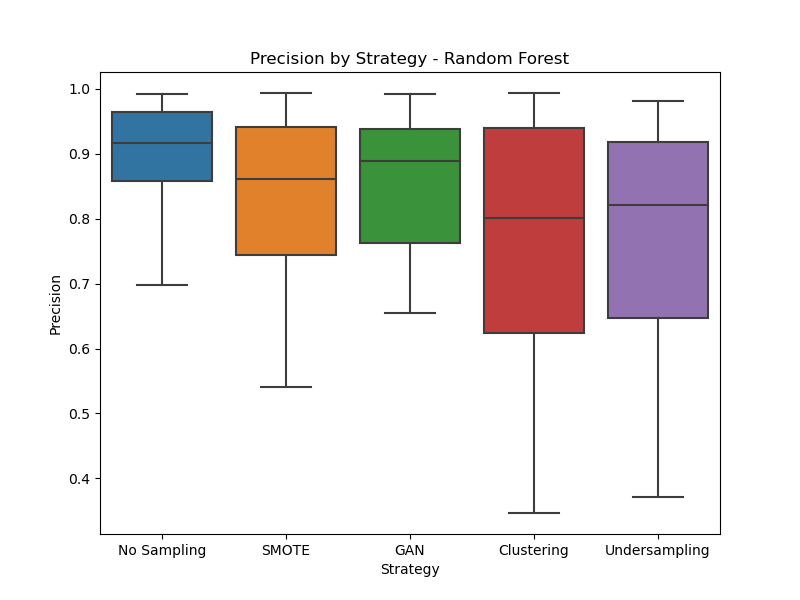 Precision by Strategy - Random Forest
1.0
0.9
0.8
0.7
0.6
0.5
0.4
Precision
No Sampling SMOTE GAN Clustering Undersampling
Strategy